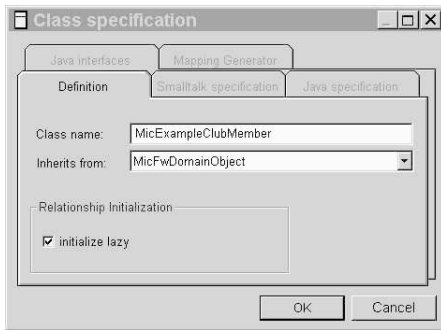 Class specification
Java interfaces Mapping Generator
Definition Smalltalk specification Java specification
Class name: MicExampleClubMember
Inherits from: MicFwDomainObject
Relationship Initialization
initialize lazy
OK Cancel